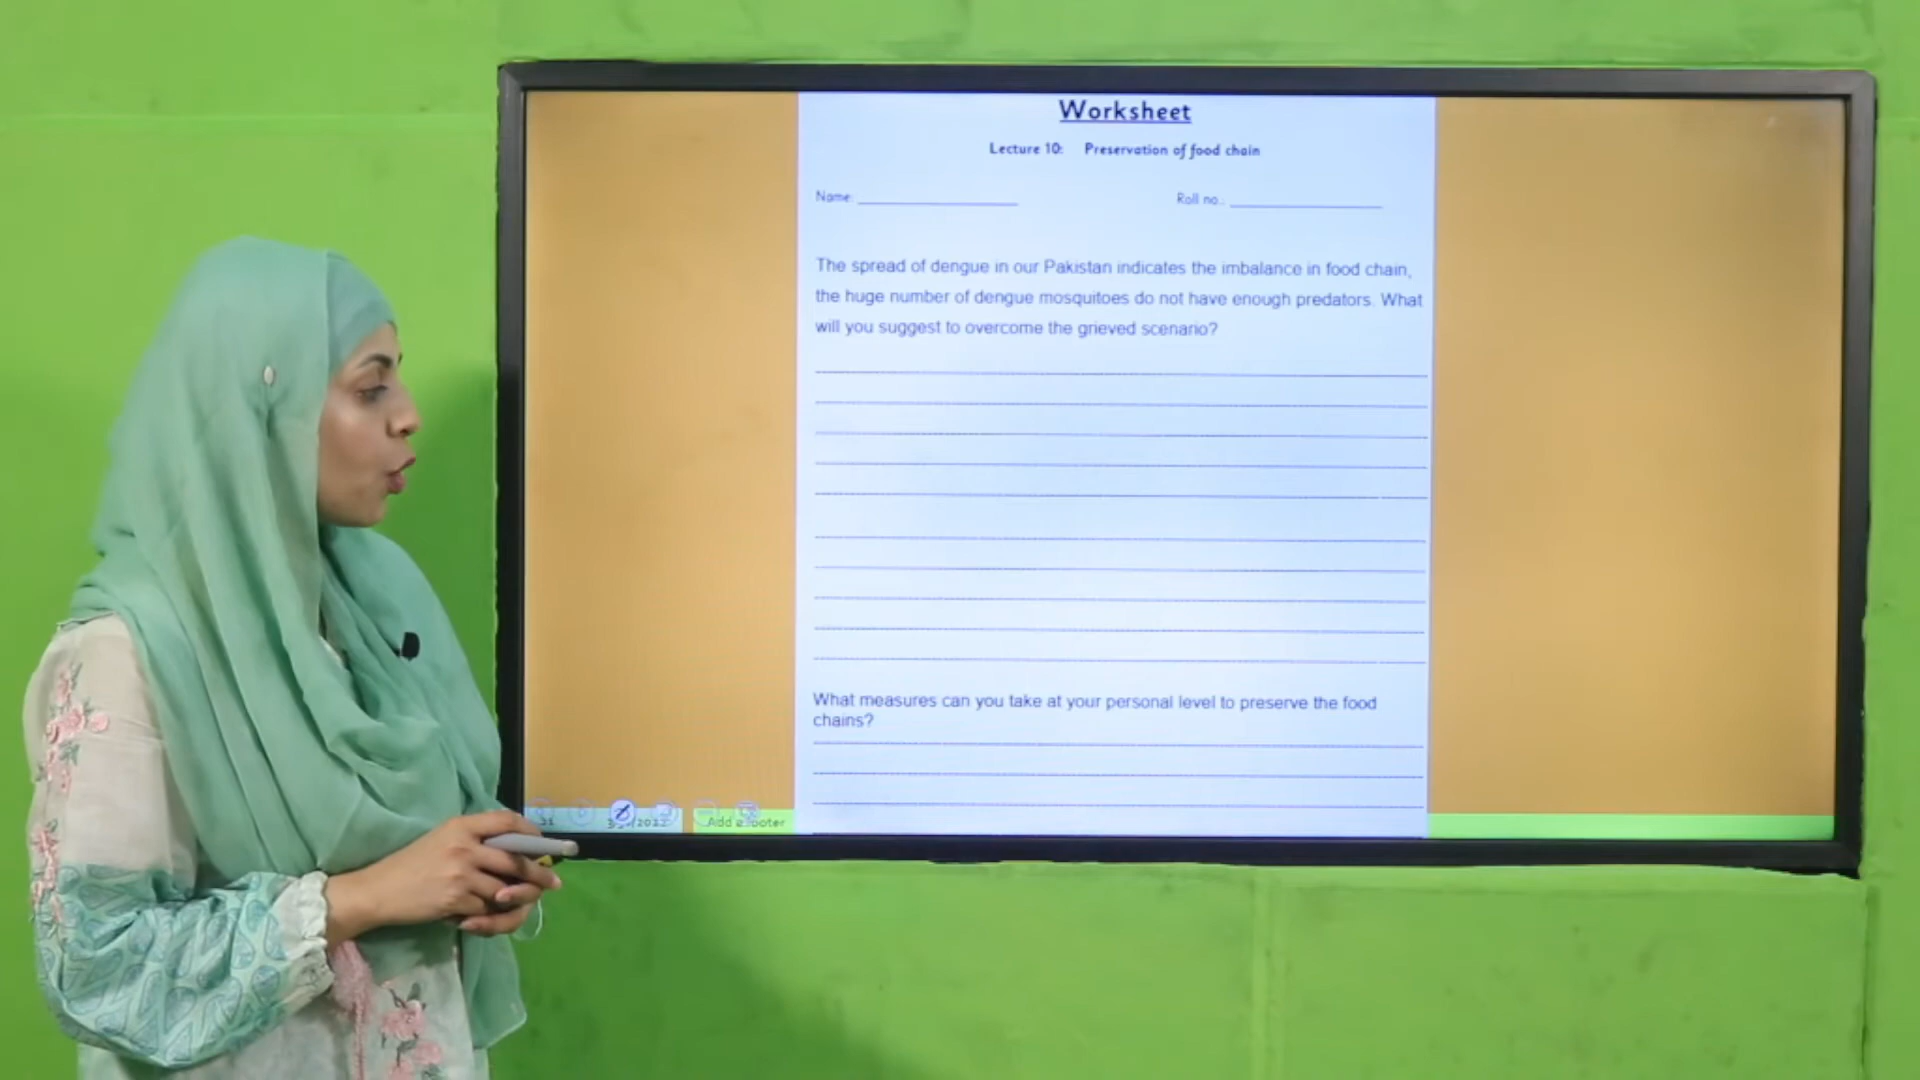 Worksheet
Lecture 10: Preservation of food chain
Name: Roll no.:
The spread of dengue in our Pakistan indicates the imbalance in food chain,
the huge number of dengue mosquitoes do not have enough predators. What
will you suggest to overcome the grieved scenario?
What measures can you take at your personal level to preserve the food
chains?
Add a footer